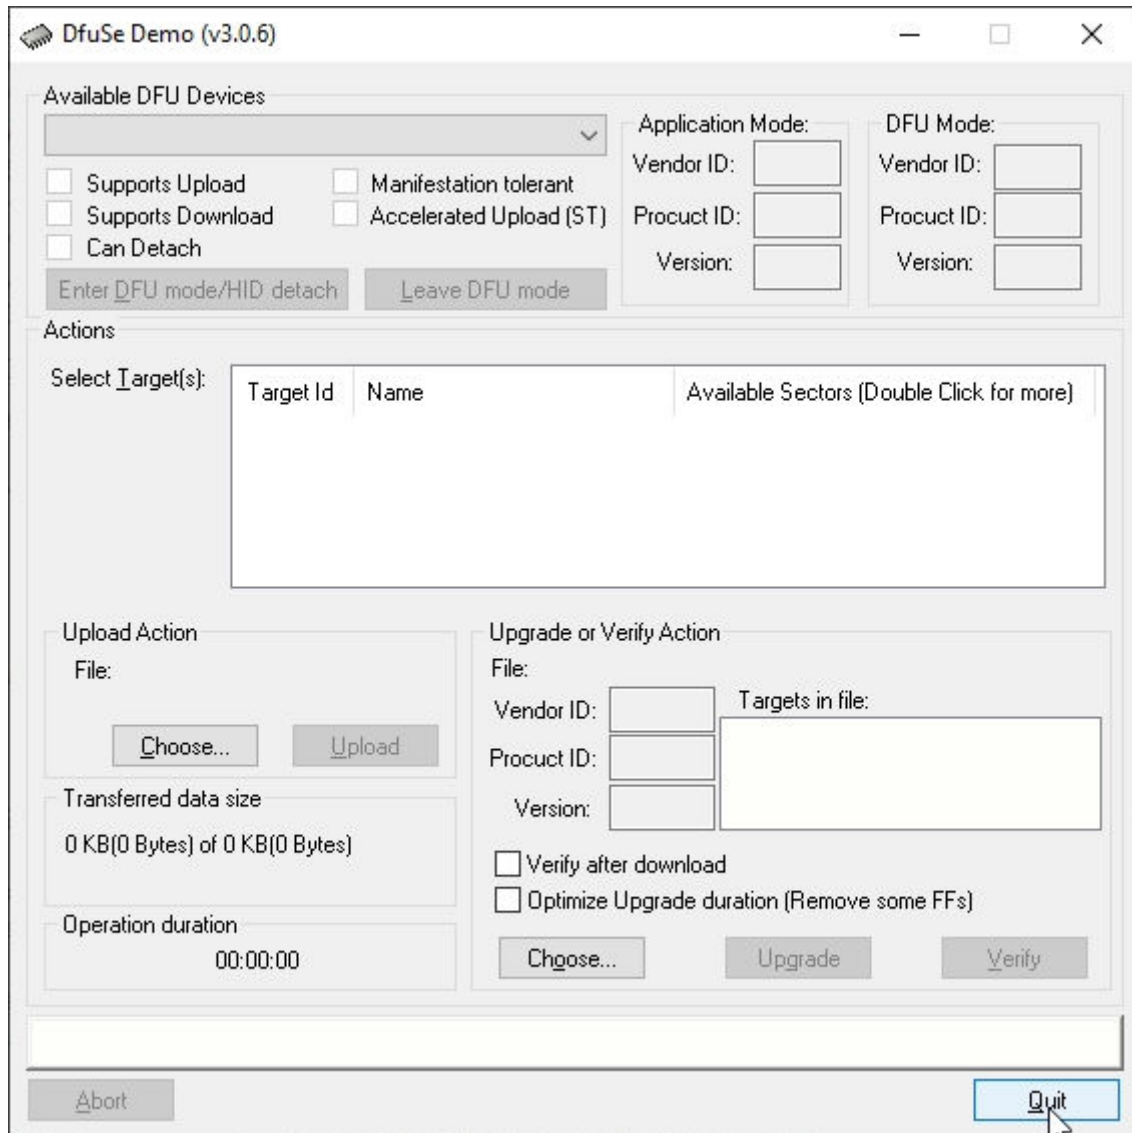 DfuSe Demo (v3.0.6)
Available DFU Devices
Supports Upload
Manifestation tolerant
Supports Download
Accelerated Upload (ST)
Can Detach
Enter DFU mode/HID detach
Leave DFU mode
Application Mode:
Vendor ID:
Procuct ID:
Version:
DFU Mode:
Vendor ID:
Procuct ID:
Version:
Actions
Select Target(s):
Target Id
Name
Available Sectors (Double Click for more)
Upload Action
File:
Choose...
Upload
Transferred data size
0 KB(0 Bytes) of 0 KB(0 Bytes)
Operation duration
00:00:00
Upgrade or Verify Action
File:
Vendor ID:
Procuct ID:
Version:
Targets in file:
Verify after download
Optimize Upgrade duration (Remove some FFs)
Choose...
Upgrade
Verify
Abort
Quit